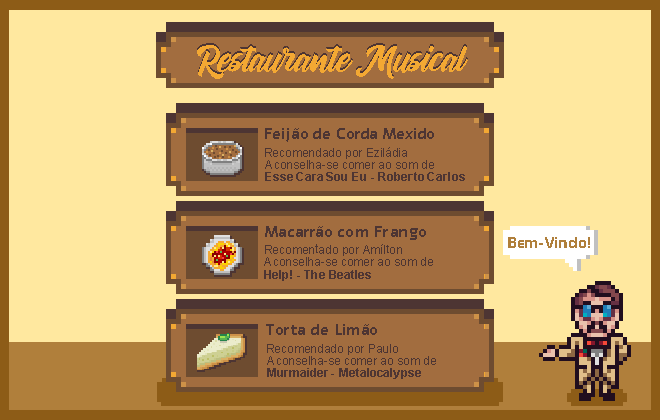 Restaurante Musical
Feijão de Corda Mexido
Recomendado por Eziládia
Aconselha-se comer ao som de
Esse Cara Sou Eu - Roberto Carlos
Macarrão com Frango
Recomentado por Amílton
Aconselha-se comer ao som de
Help! - The Beatles
Bem-Vindo!
Torta de Limão
Recomendado por Paulo
Aconselha-se comer ao som de
Murmaider - Metalocalypse